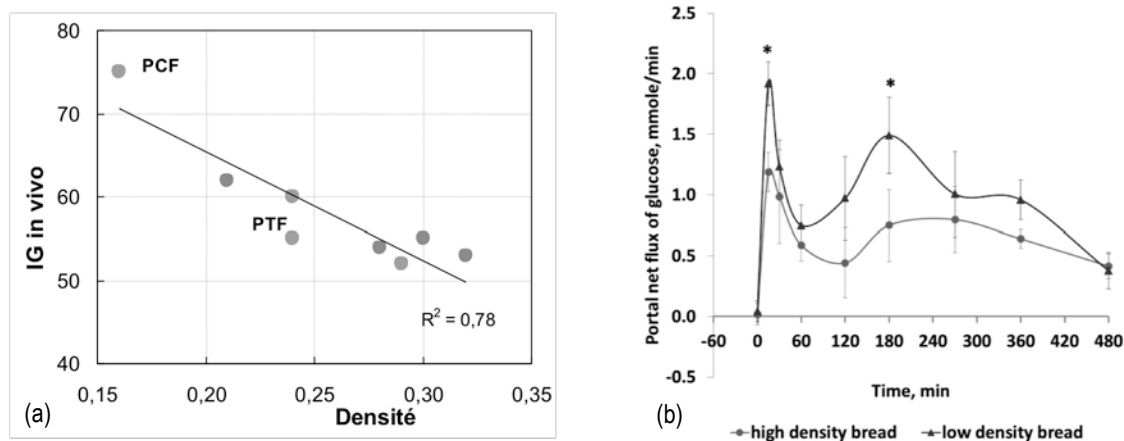 80
70
60
50
40
IG in vivo
PCF
PTF
R² = 0,78
0,15 0,20 0,25 0,30 0,35
Densité
(a)
2.5
2.0
1.5
1.0
0.5
0.0
-0.5
Portal net flux of glucose, mmole/min
*
*
-60 0 60 120 180 240 300 360 420 480
Time, min
(b)
high density bread low density bread